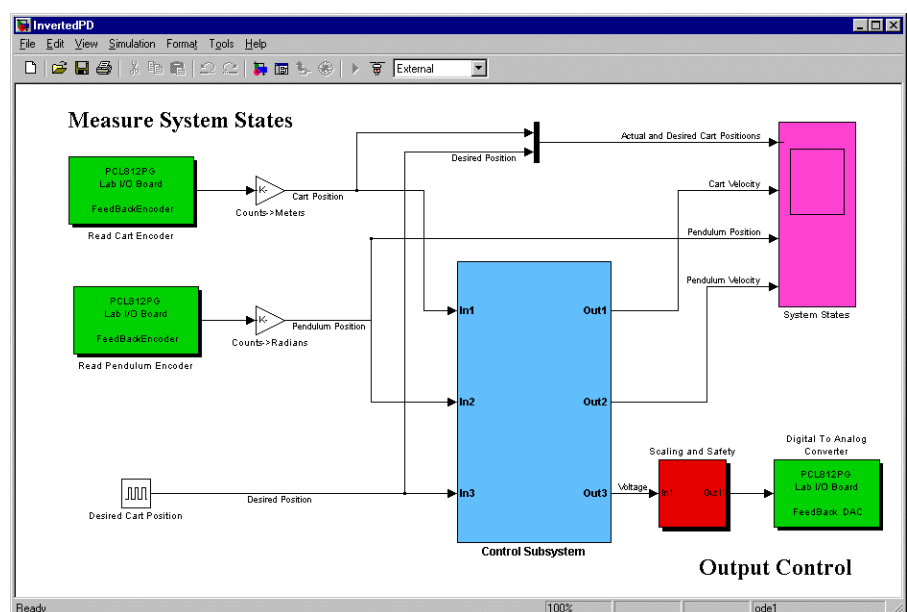 InvertedPD
File Edit View Simulation Format Tools Help
External
Measure System States
Actual and Desired Cart Positioons
Desired Position
PCL812PG
Lab I/O Board
FeedBackEncoder
Read Cart Encoder
K-
Cart Position
Counts->Meters
Cart Velocity
Pendulum Position
Pendulum Velocity
System States
PCL812PG
Lab I/O Board
FeedBackEncoder
Read Pendulum Encoder
K-
Pendulum Position
Counts->Radians
In1
Out1
In2
Out2
In3
Out3
Control Subsystem
Desired Cart Position
Desired Position
Voltage
Scaling and Safety
In1
Out1
Digital To Analog
Converter
PCL812PG
Lab I/O Board
FeedBack DAC
Output Control
Ready
100%
ode1